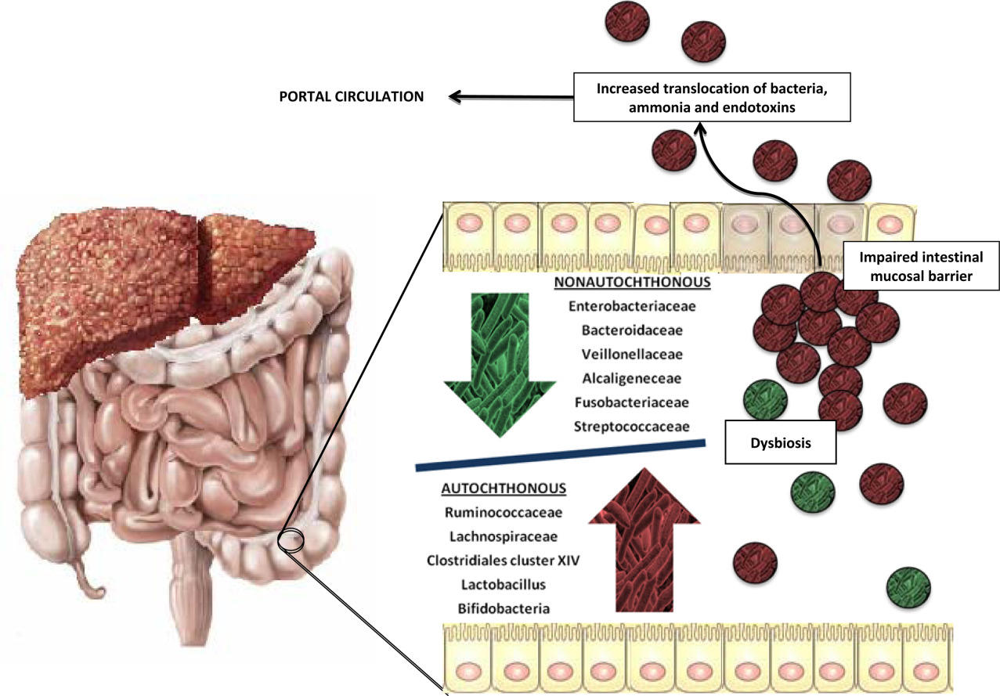 Increased translocation of bacteria,
ammonia and endotoxins
PORTAL CIRCULATION
Impaired intestinal
mucosal barrier
NONAUTOCHTHONOUS
Enterobacteriaceae
Bacteroidaceae
Veillonellaceae
Alcaligeneceae
Fusobacteriaceae
Streptococcaceae
Dysbiosis
AUTOCHTHONOUS
Ruminococcaceae
Lachnospiraceae
Clostridiales cluster XIV
Lactobacillus
Bifidobacteria